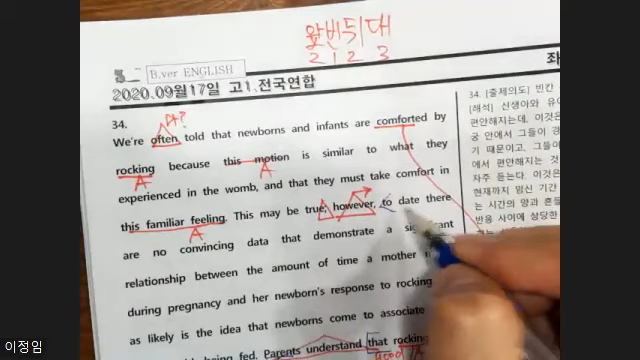 왔번뒤대
2 1 2 3
B.ver ENGLISH
2020.09월17일 고1.전국연합
34.
We're often told that newborns and infants are comforted by
rocking because this motion is similar to what they
experienced in the womb, and that they must take comfort in
this familiar feeling. This may be true; however, to date there
are no convincing data that demonstrate a significant
relationship between the amount of time a mother
during pregnancy and her newborn's response to rocking.
as likely is the idea that newborns come to associate
being fed. Parents understand that rocking
A
A
A
good
좌
34. [출제의도] 빈칸
[해석] 신생아와 유아
편안해지는데, 이것은
궁 안에서 그들이 경
기 때문이고, 그들이
에서 편안해지는 것
자주 듣는다. 이것은
현재까지 임신 기간
는 시간의 양과 흔들
반응 사이에 상당한
이정임